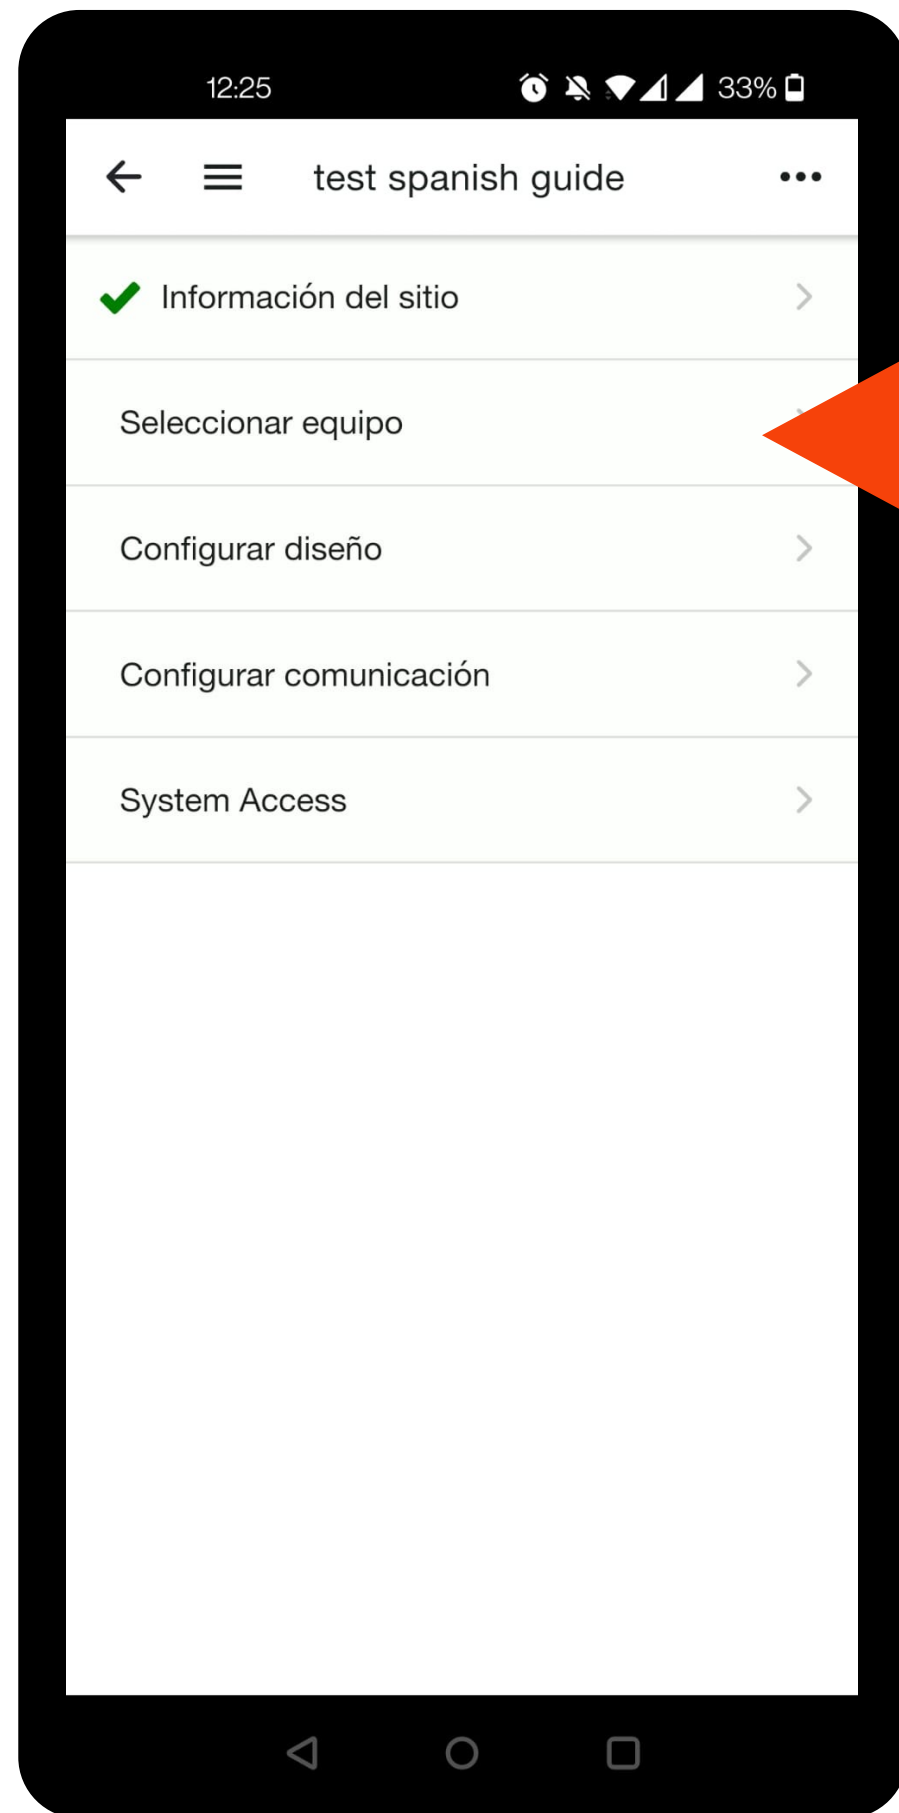 12:25 33%
test spanish guide
Información del sitio
Seleccionar equipo
Configurar diseño
Configurar comunicación
System Access